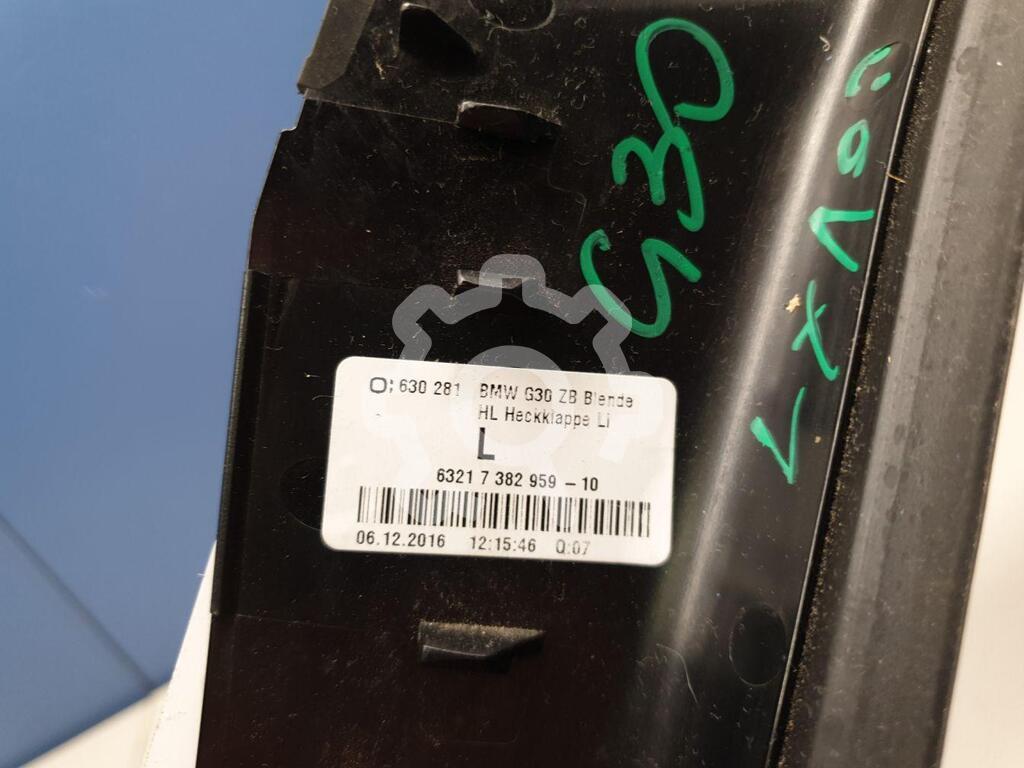 G30
630 281 BMW G30 ZB Blende
HL Heckklappe Li
L
6321 7 382 959 - 10
06.12.2016 12:15:46 Q:07